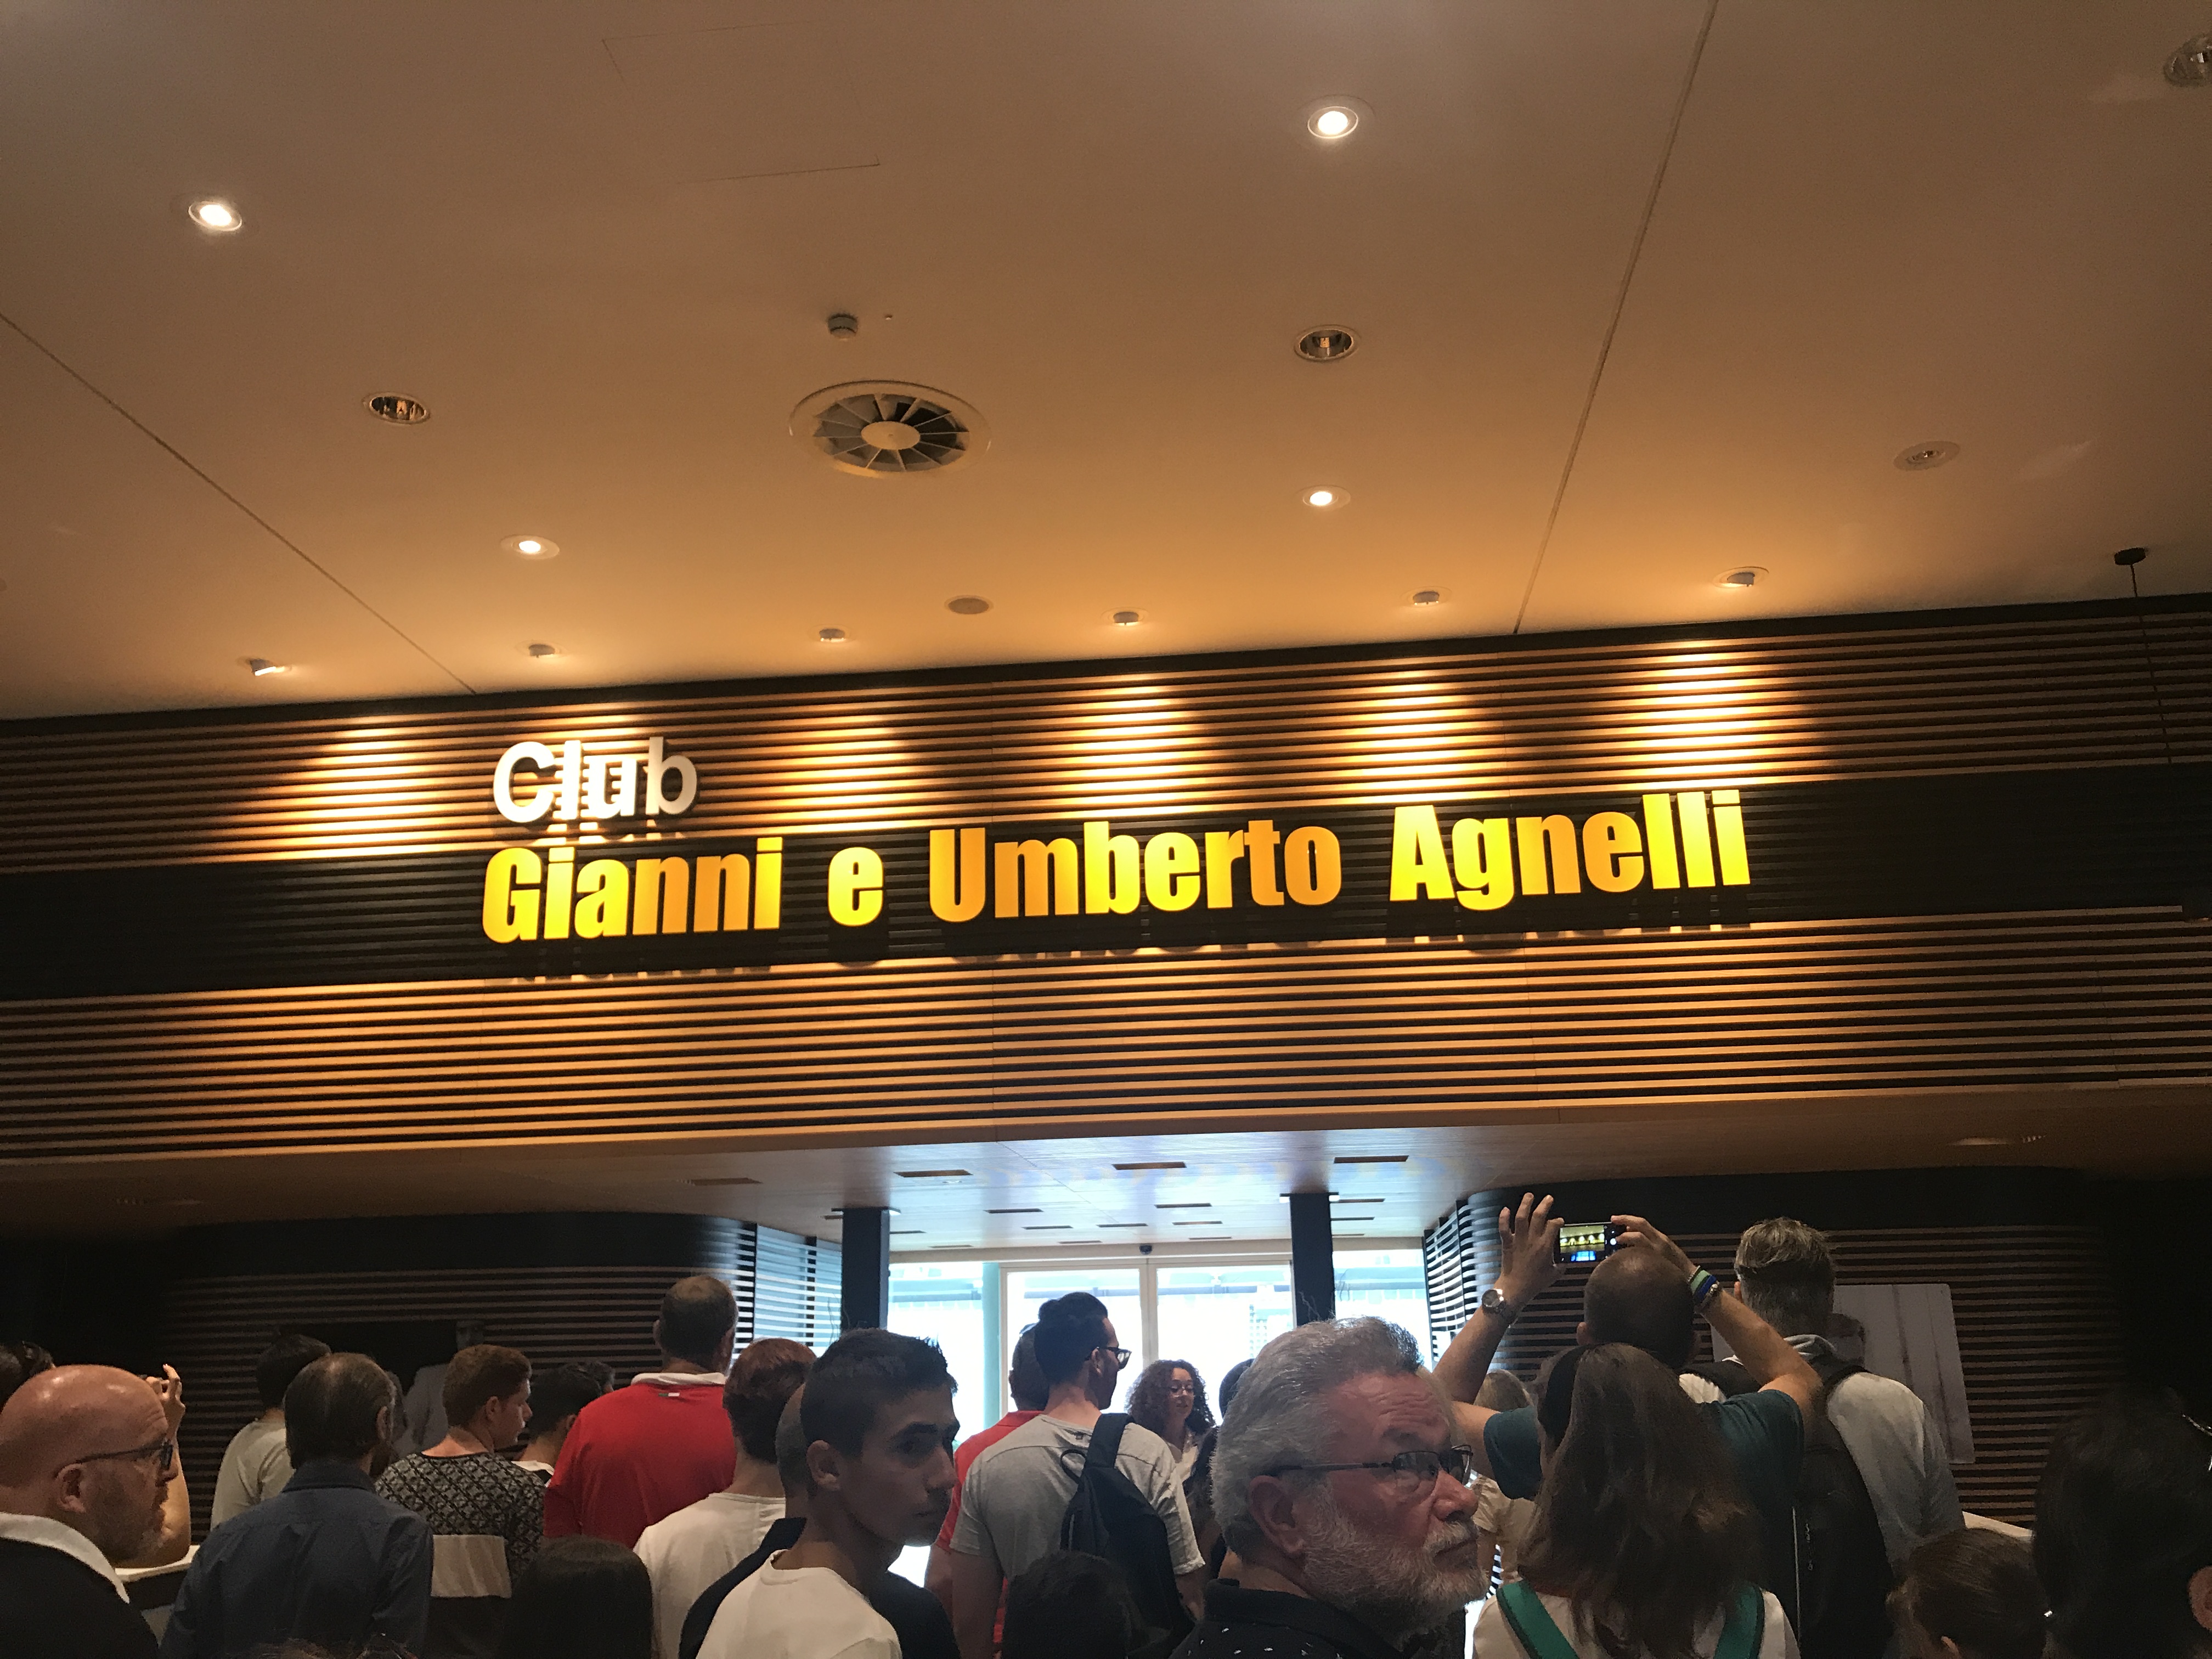 Club
Gianni e Umberto Agnelli